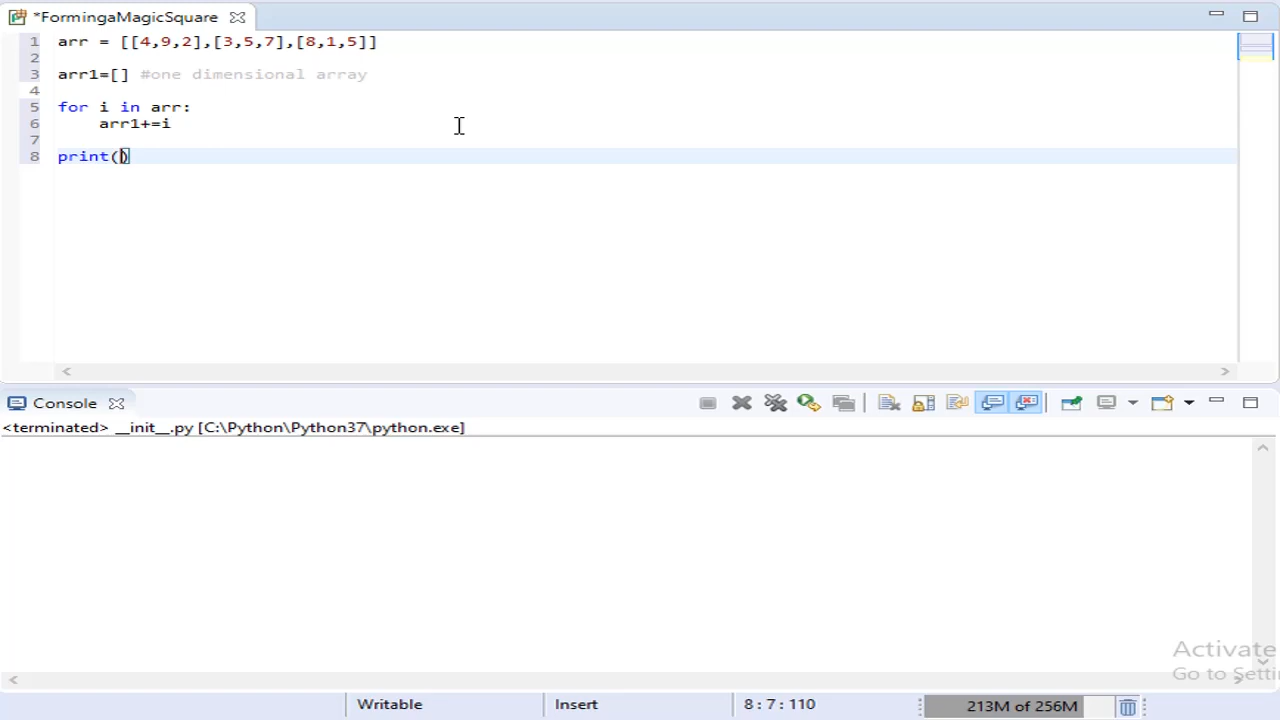 *FormingaMagicSquare
1 arr = [[4,9,2],[3,5,7],[8,1,5]]
2
3 arr1=[] #one dimensional array
4
5 for i in arr:
6     arr1+=i
7
8 print()
Console
<terminated> __init__.py [C:\Python\Python37\python.exe]
Activate
Go to Setti
Writable Insert 8 : 7 : 110 213M of 256M